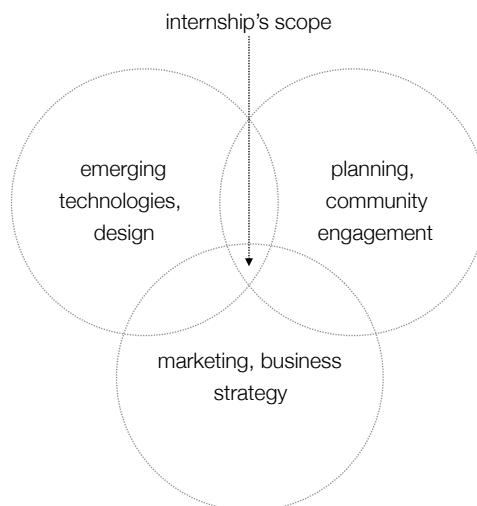 internship's scope
emerging
technologies,
design
planning,
community
engagement
marketing, business
strategy